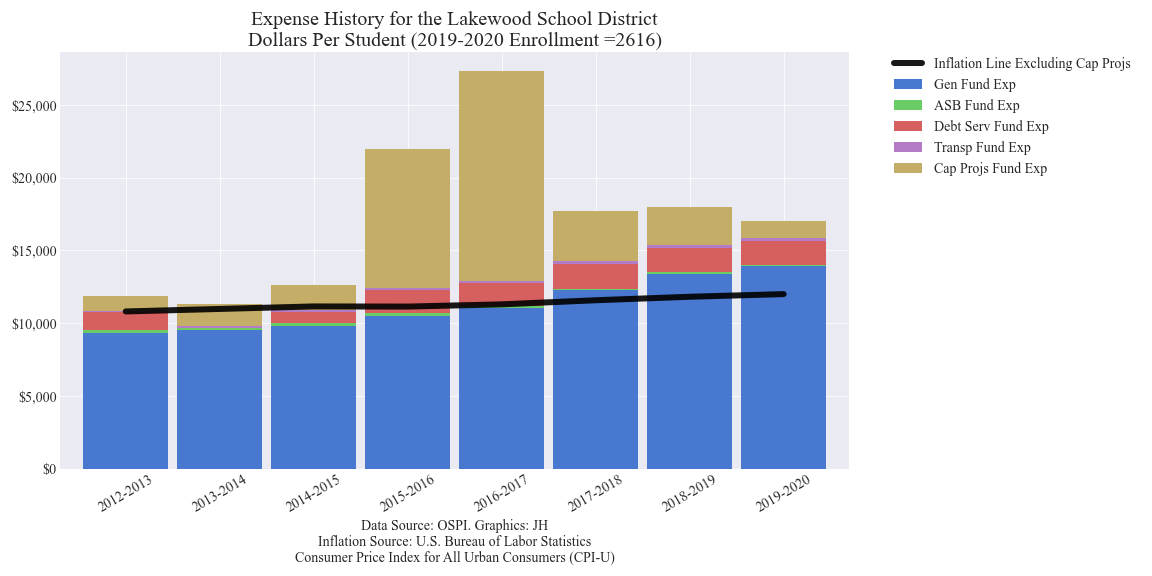 Expense History for the Lakewood School District
Dollars Per Student (2019-2020 Enrollment =2616)
Inflation Line Excluding Cap Projs
Gen Fund Exp
ASB Fund Exp
Debt Serv Fund Exp
Transp Fund Exp
Cap Projs Fund Exp
$25,000
$20,000
$15,000
$10,000
$5,000
$0
2012-2013
2013-2014
2014-2015
2015-2016
2016-2017
2017-2018
2018-2019
2019-2020
Data Source: OSPI. Graphics: JH
Inflation Source: U.S. Bureau of Labor Statistics
Consumer Price Index for All Urban Consumers (CPI-U)